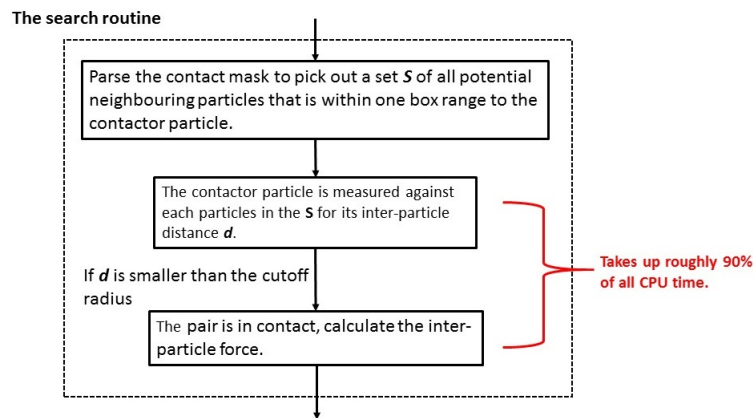 The search routine
Parse the contact mask to pick out a set S of all potential
neighbouring particles that is within one box range to the
contactor particle.
The contactor particle is measured against
each particles in the S for its inter-particle
distance d.
If d is smaller than the cutoff
radius
The pair is in contact, calculate the inter-
particle force.
Takes up roughly 90%
of all CPU time.